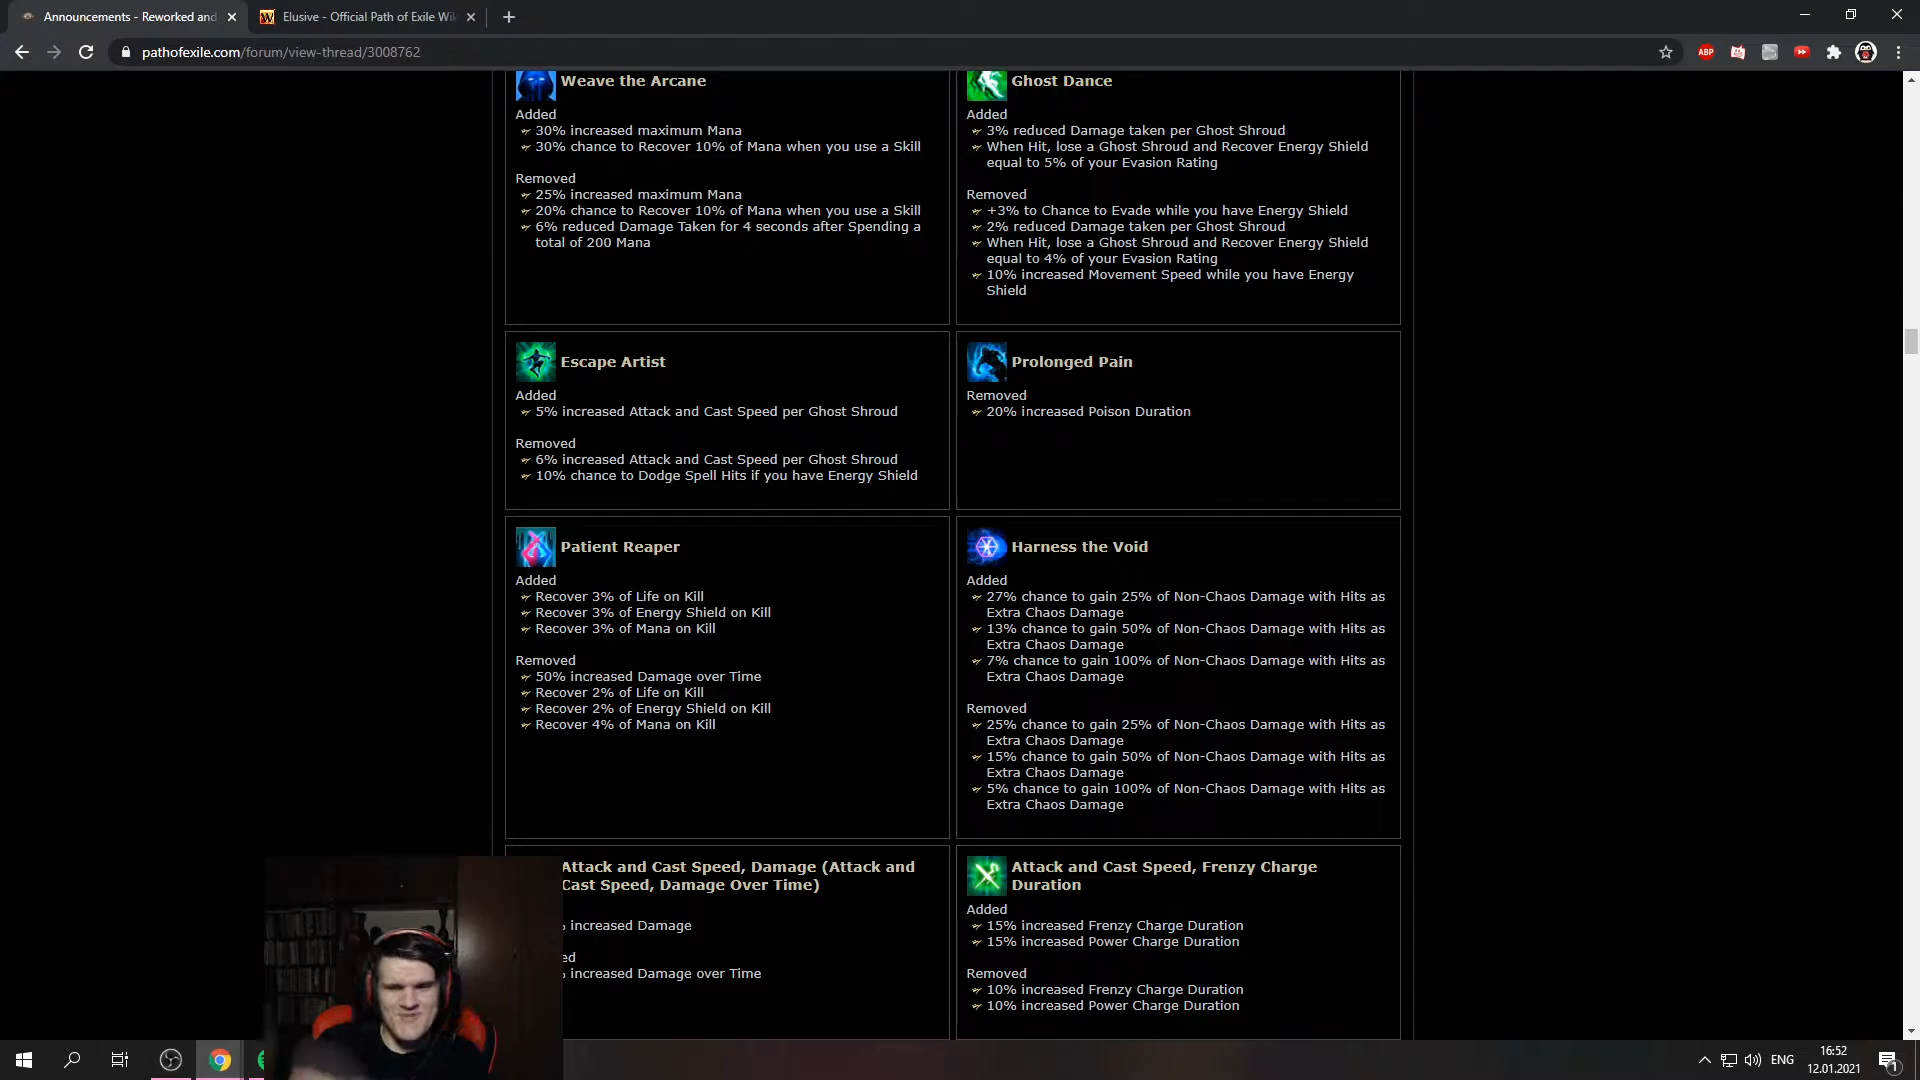 Announcements - Reworked and
Elusive - Official Path of Exile Wik
pathofexile.com/forum/view-thread/3008762
ABP
Weave the Arcane
Added
30% increased maximum Mana
30% chance to Recover 10% of Mana when you use a Skill
Removed
25% increased maximum Mana
20% chance to Recover 10% of Mana when you use a Skill
6% reduced Damage Taken for 4 seconds after Spending a
total of 200 Mana
Ghost Dance
Added
3% reduced Damage taken per Ghost Shroud
When Hit, lose a Ghost Shroud and Recover Energy Shield
equal to 5% of your Evasion Rating
Removed
+3% to Chance to Evade while you have Energy Shield
2% reduced Damage taken per Ghost Shroud
When Hit, lose a Ghost Shroud and Recover Energy Shield
equal to 4% of your Evasion Rating
10% increased Movement Speed while you have Energy
Shield
Escape Artist
Added
5% increased Attack and Cast Speed per Ghost Shroud
Removed
6% increased Attack and Cast Speed per Ghost Shroud
10% chance to Dodge Spell Hits if you have Energy Shield
Prolonged Pain
Removed
20% increased Poison Duration
Patient Reaper
Added
Recover 3% of Life on Kill
Recover 3% of Energy Shield on Kill
Recover 3% of Mana on Kill
Removed
50% increased Damage over Time
Recover 2% of Life on Kill
Recover 2% of Energy Shield on Kill
Recover 4% of Mana on Kill
Harness the Void
Added
27% chance to gain 25% of Non-Chaos Damage with Hits as
Extra Chaos Damage
13% chance to gain 50% of Non-Chaos Damage with Hits as
Extra Chaos Damage
7% chance to gain 100% of Non-Chaos Damage with Hits as
Extra Chaos Damage
Removed
25% chance to gain 25% of Non-Chaos Damage with Hits as
Extra Chaos Damage
15% chance to gain 50% of Non-Chaos Damage with Hits as
Extra Chaos Damage
5% chance to gain 100% of Non-Chaos Damage with Hits as
Extra Chaos Damage
Attack and Cast Speed, Damage (Attack and
Cast Speed, Damage Over Time)
increased Damage
ed
increased Damage over Time
Attack and Cast Speed, Frenzy Charge
Duration
Added
15% increased Frenzy Charge Duration
15% increased Power Charge Duration
Removed
10% increased Frenzy Charge Duration
10% increased Power Charge Duration
ENG
16:52
12.01.2021
1